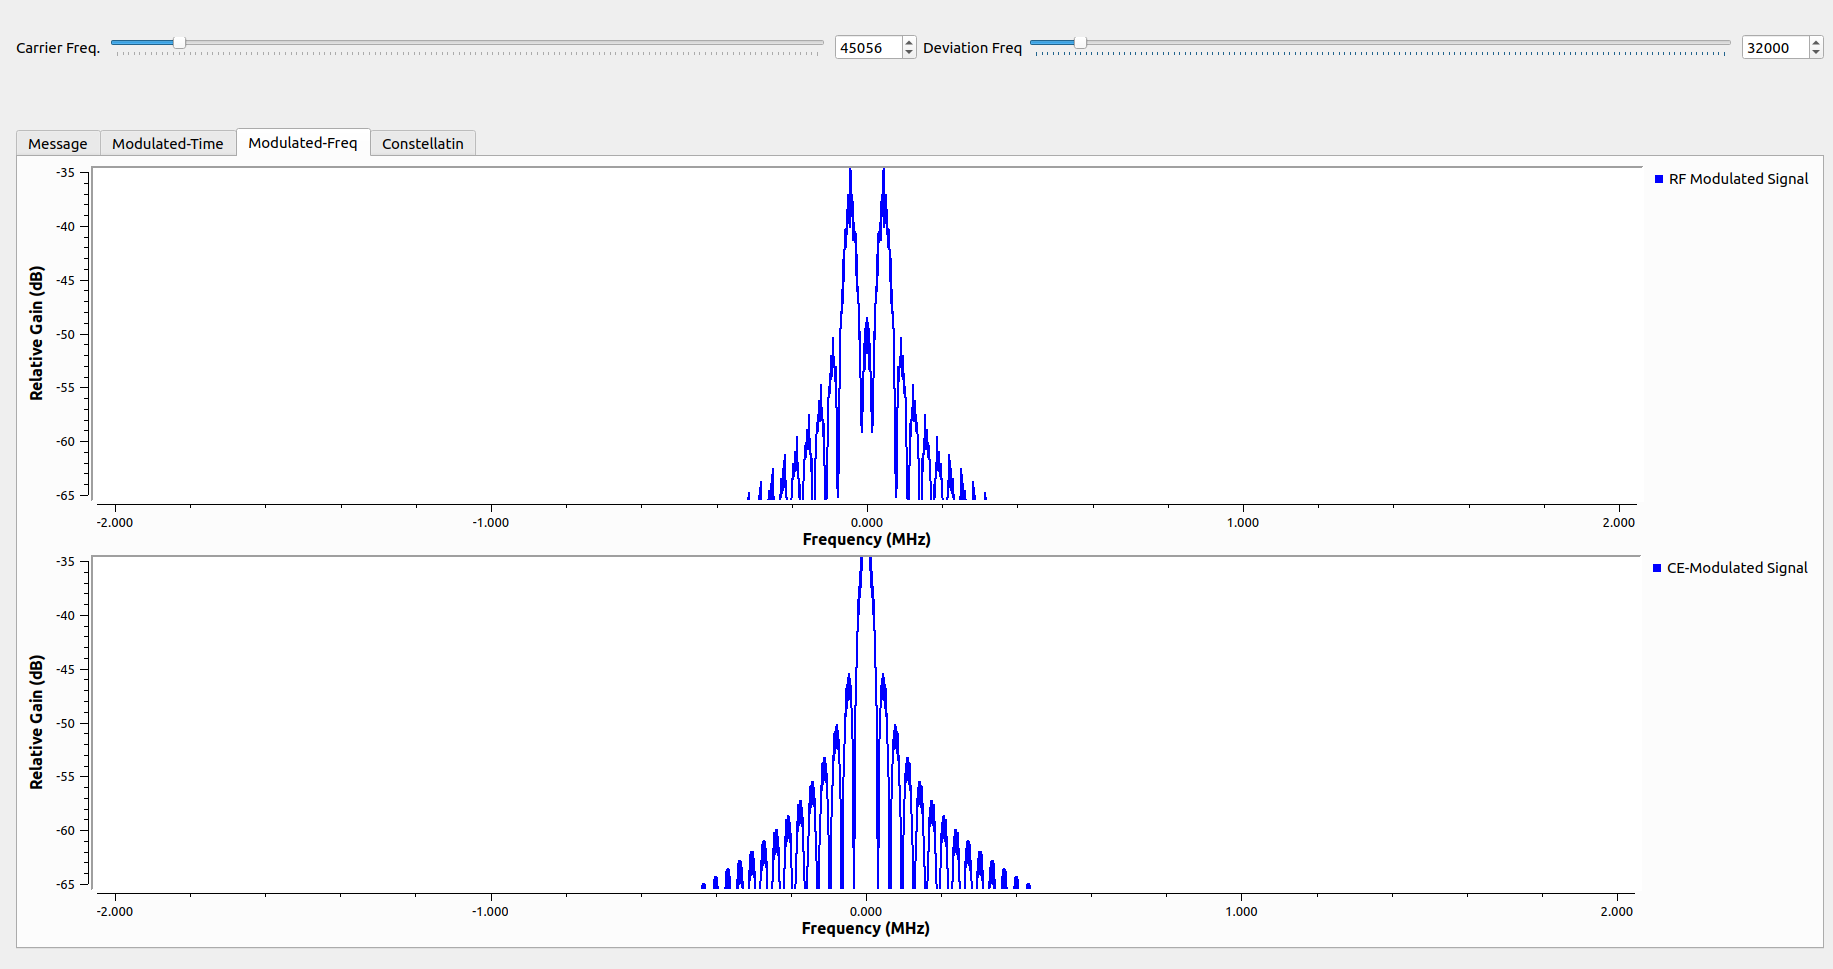 Carrier Freq. 45056 Deviation Freq 32000
Message Modulated-Time Modulated-Freq Constellatin
-35
-40
-45
-50
-55
-60
-65
Relative Gain (dB)
RF Modulated Signal
-2.000 -1.000 0.000 1.000 2.000
Frequency (MHz)
-35
-40
-45
-50
-55
-60
-65
Relative Gain (dB)
CE-Modulated Signal
-2.000 -1.000 0.000 1.000 2.000
Frequency (MHz)